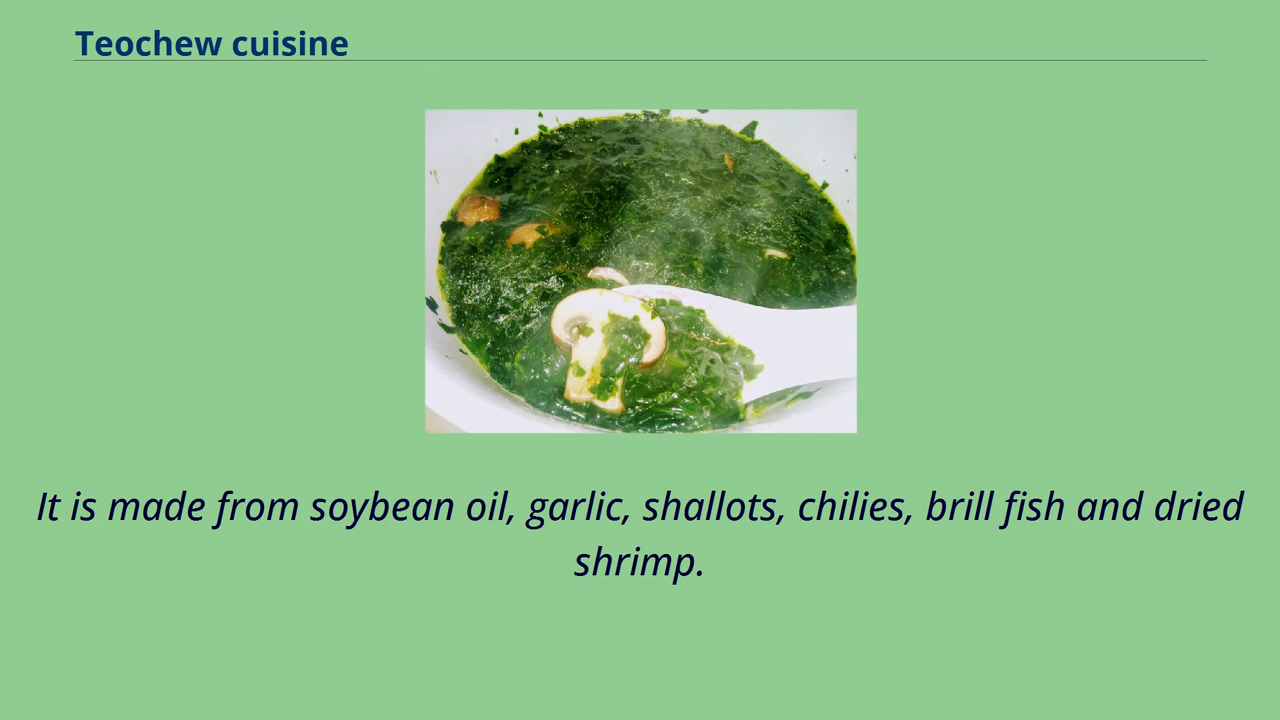 Teochew cuisine
It is made from soybean oil, garlic, shallots, chilies, brill fish and dried
shrimp.